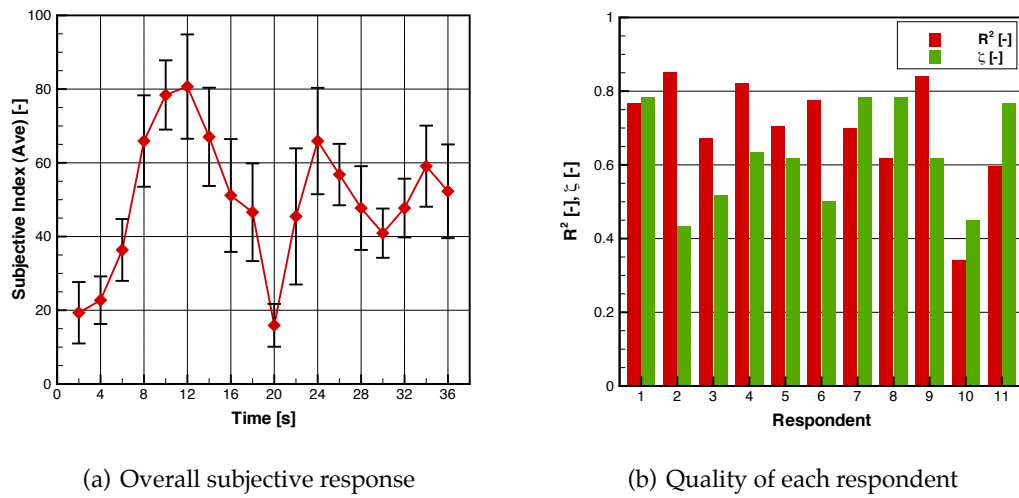 100
80
60
40
20
0
Subjective Index (Ave) [-]
0 4 8 12 16 20 24 28 32 36
Time [s]
(a) Overall subjective response
1
0.8
0.6
0.4
0.2
0
R² [-], ζ [-]
R² [-]
ζ [-]
1 2 3 4 5 6 7 8 9 10 11
Respondent
(b) Quality of each respondent